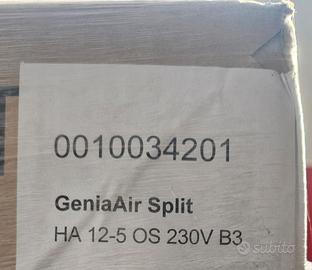 0010034201
GeniaAir Split
HA 12-5 OS 230V B3
subito